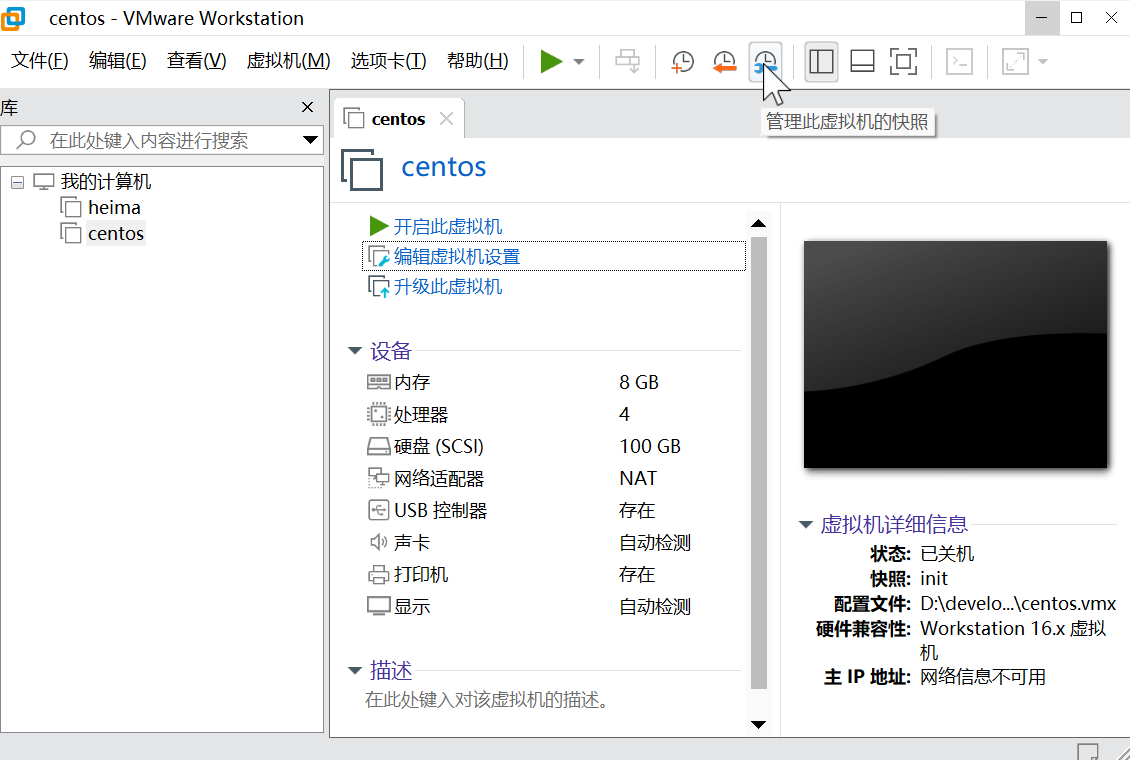 centos - VMware Workstation
文件(F) 编辑(E) 查看(V) 虚拟机(M) 选项卡(T) 帮助(H)
管理此虚拟机的快照
库
在此处键入内容进行搜索
我的计算机
heima
centos
centos
centos
开启此虚拟机
编辑虚拟机设置
升级此虚拟机
设备
内存 8 GB
处理器 4
硬盘 (SCSI) 100 GB
网络适配器 NAT
USB 控制器 存在
声卡 自动检测
打印机 存在
显示 自动检测
描述
在此处键入对该虚拟机的描述。
虚拟机详细信息
状态: 已关机
快照: init
配置文件: D:\develo...\centos.vmx
硬件兼容性: Workstation 16.x 虚拟
机
主 IP 地址: 网络信息不可用